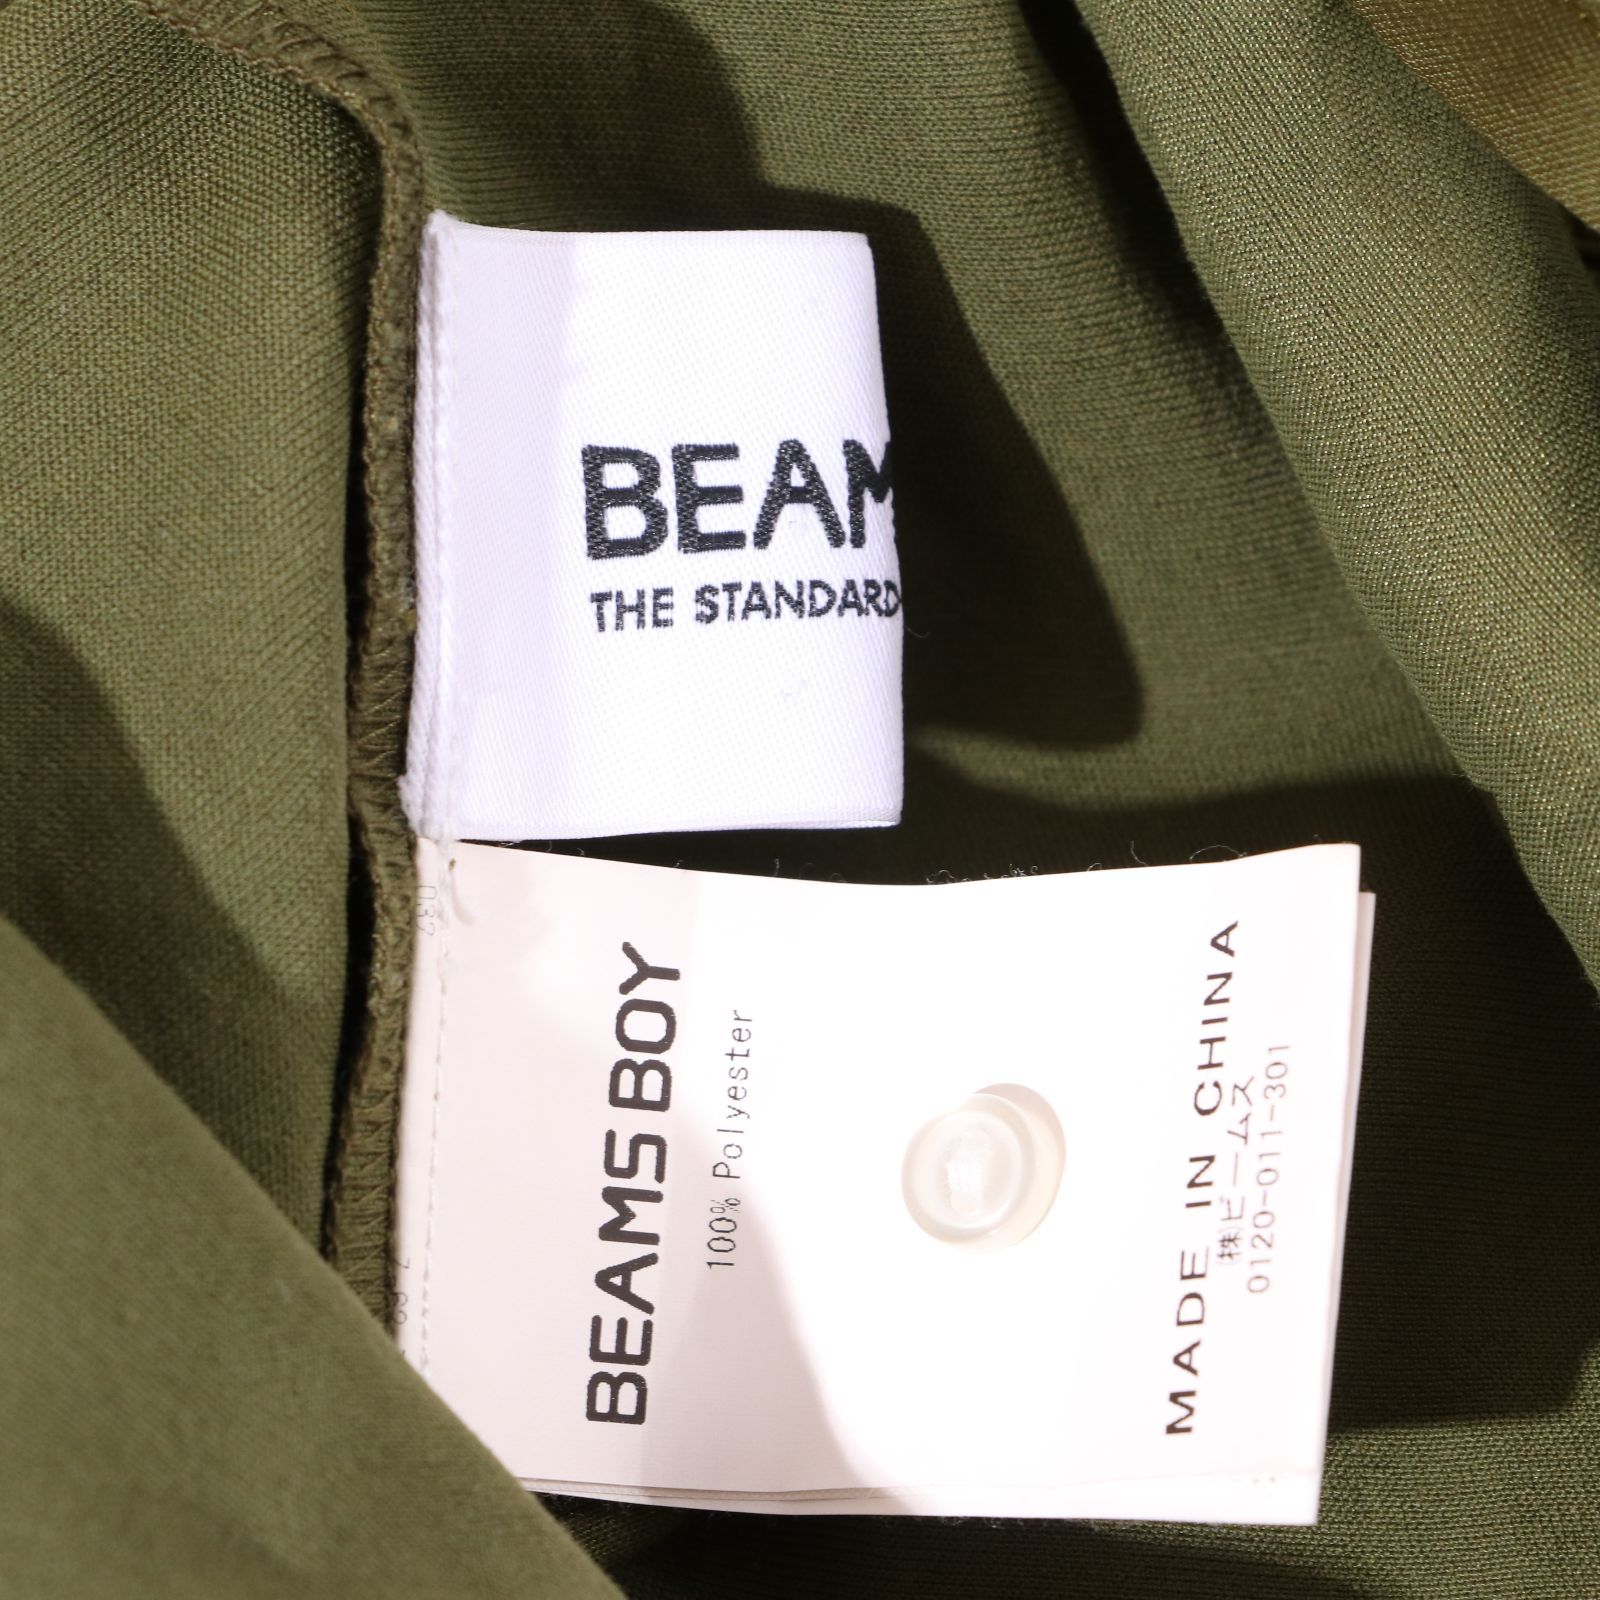 BEAM
THE STANDARD
BEAMS BOY
100% Polyester
MADE IN CHINA
㈱ビームス
0120-011-301